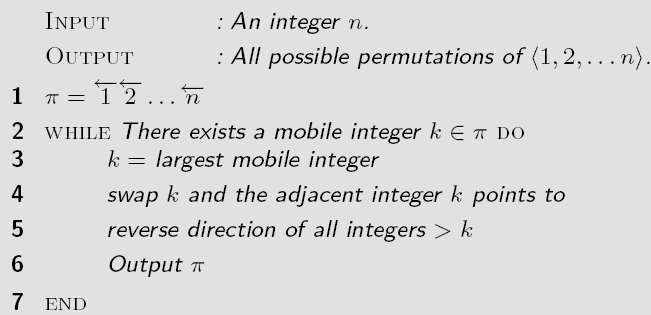 INPUT : An integer n.
OUTPUT : All possible permutations of ⟨1, 2, … n⟩.
1 π = ←1 ←2 … ←n
2 WHILE There exists a mobile integer k ∈ π DO
3 k = largest mobile integer
4 swap k and the adjacent integer k points to
5 reverse direction of all integers > k
6 Output π
7 END